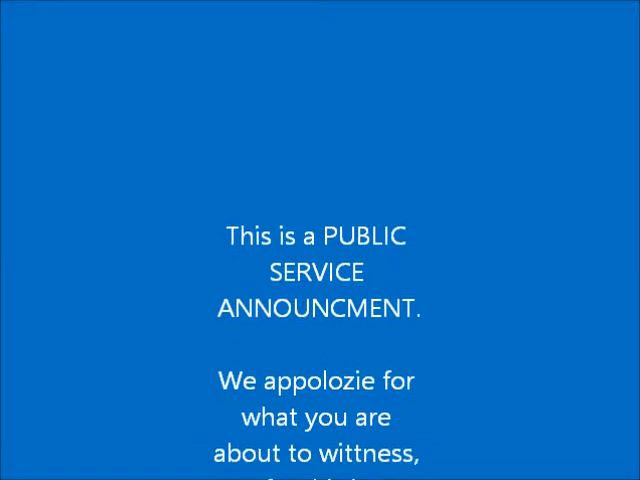 This is a PUBLIC
SERVICE
ANNOUNCMENT.
We appolozie for
what you are
about to wittness,